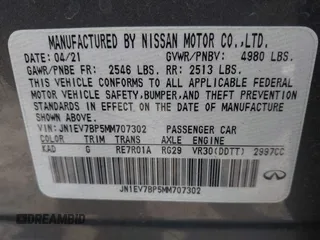 MANUFACTURED BY NISSAN MOTOR CO.,LTD.
DATE: 04/21 GVWR/PNBV: 4980 LBS.
GAWR/PNBE FR: 2546 LBS. RR: 2513 LBS.
THIS VEHICLE CONFORMS TO ALL APPLICABLE
FEDERAL MOTOR VEHICLE SAFETY,BUMPER,AND THEFT
PREVENTION STANDARDS IN EFFECT ON THE DATE OF
MANUFACTURE SHOWN ABOVE.
VIN:JN1EV7BP5MM707302 PASSENGER CAR
COLOR TRIM TRANS AXLE ENGINE
KAD G RE7R01A RG29 VR30(DDTT) 2997CC
JN1EV7BP5MM707302
INFINITI